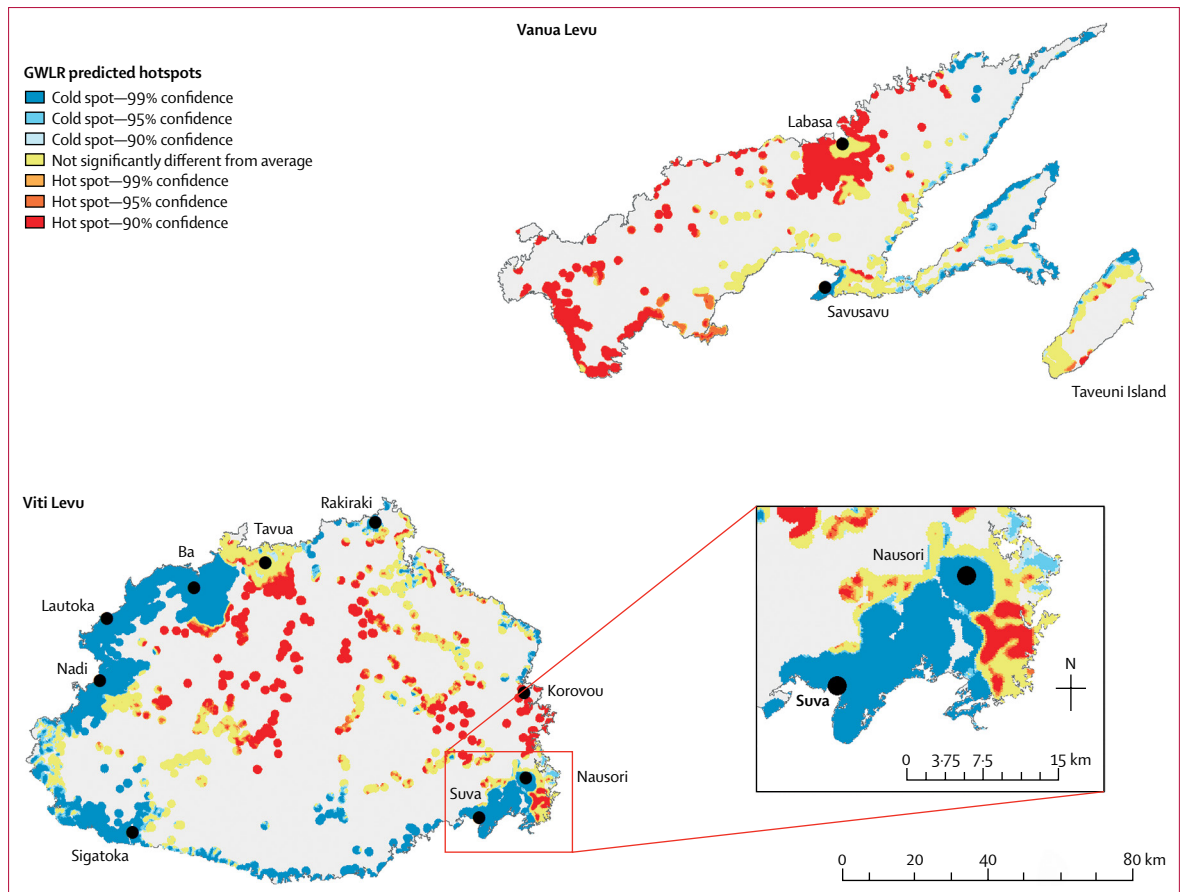 Vanua Levu
GWLR predicted hotspots
Cold spot—99% confidence
Cold spot—95% confidence
Cold spot—90% confidence
Not significantly different from average
Hot spot—99% confidence
Hot spot—95% confidence
Hot spot—90% confidence
Labasa
Savusavu
Taveuni Island
Viti Levu
Rakiraki
Tavua
Ba
Lautoka
Nadi
Korovou
Nausori
Suva
Sigatoka
Nausori
Suva
N
0 3·75 7·5 15 km
0 20 40 80 km